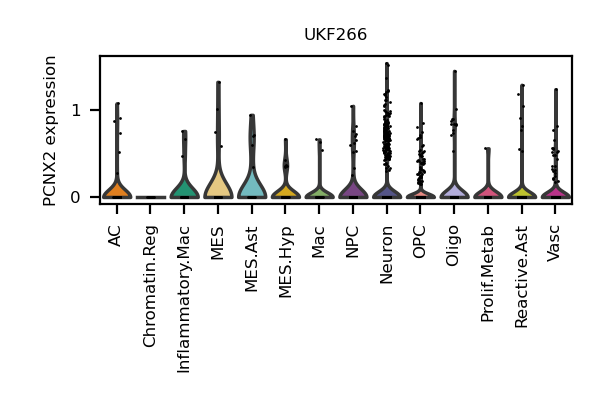 UKF266
PCNX2 expression
1
0
AC
Chromatin.Reg
Inflammatory.Mac
MES
MES.Ast
MES.Hyp
Mac
NPC
Neuron
OPC
Oligo
Prolif.Metab
Reactive.Ast
Vasc